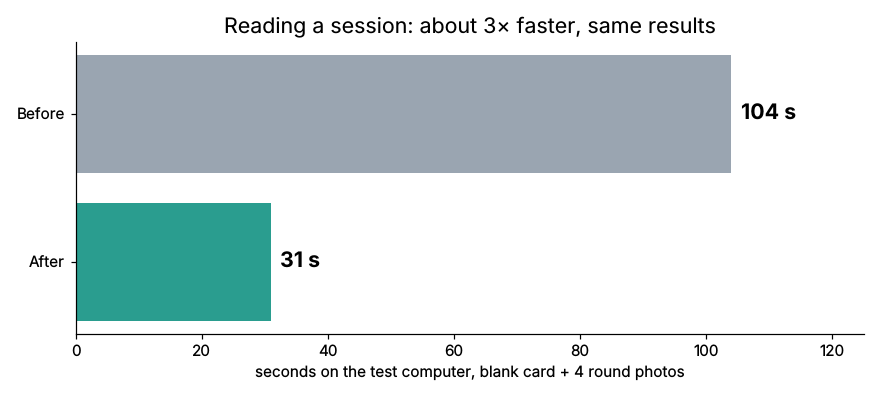 Reading a session: about 3× faster, same results
Before
104 s
After
31 s
0 20 40 60 80 100 120
seconds on the test computer, blank card + 4 round photos